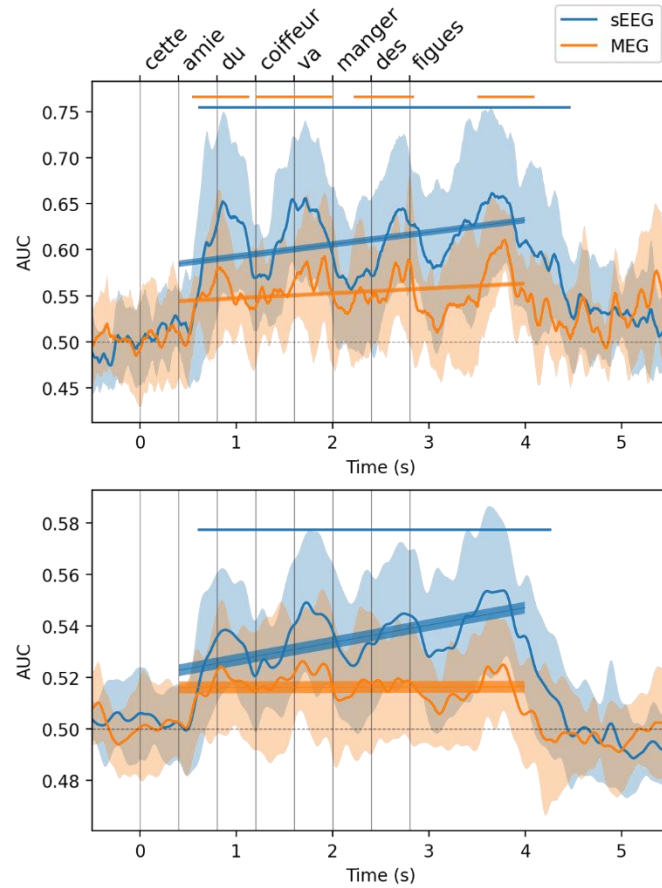 cette amie du coiffeur va manger des figues
sEEG
MEG
0.75
0.70
0.65
0.60
0.55
0.50
0.45
AUC
0 1 2 3 4 5
Time (s)
0.58
0.56
0.54
0.52
0.50
0.48
AUC
0 1 2 3 4 5
Time (s)